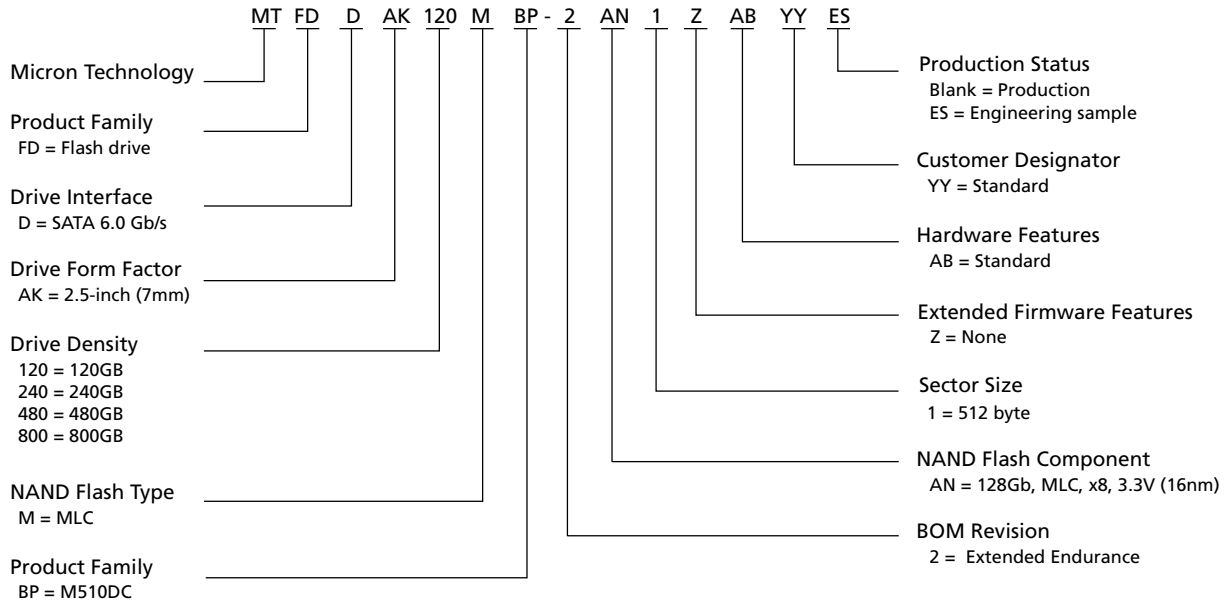 MT FD D AK 120 M BP - 2 AN 1 Z AB YY ES
Micron Technology
Product Family
FD = Flash drive
Drive Interface
D = SATA 6.0 Gb/s
Drive Form Factor
AK = 2.5-inch (7mm)
Drive Density
120 = 120GB
240 = 240GB
480 = 480GB
800 = 800GB
NAND Flash Type
M = MLC
Product Family
BP = M510DC
Production Status
Blank = Production
ES = Engineering sample
Customer Designator
YY = Standard
Hardware Features
AB = Standard
Extended Firmware Features
Z = None
Sector Size
1 = 512 byte
NAND Flash Component
AN = 128Gb, MLC, x8, 3.3V (16nm)
BOM Revision
2 = Extended Endurance